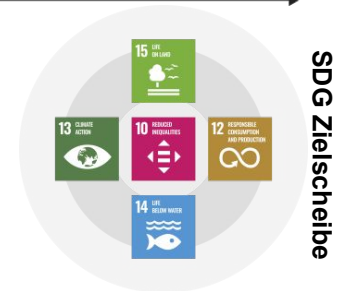 15 LIFE
ON LAND
13 CLIMATE
ACTION
10 REDUCED
INEQUALITIES
12 RESPONSIBLE
CONSUMPTION
AND PRODUCTION
14 LIFE
BELOW WATER
SDG Zielscheibe